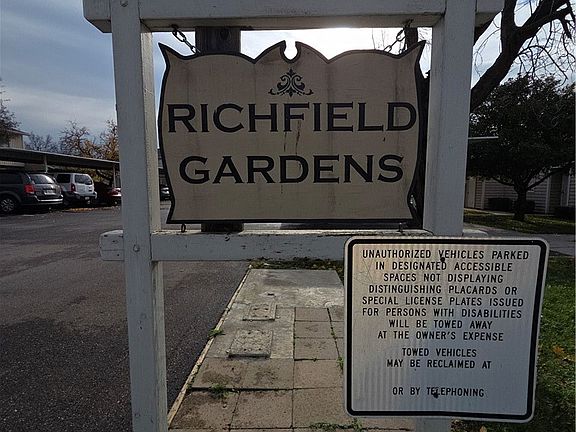 RICHFIELD
GARDENS
UNAUTHORIZED VEHICLES PARKED
IN DESIGNATED ACCESSIBLE
SPACES NOT DISPLAYING
DISTINGUISHING PLACARDS OR
SPECIAL LICENSE PLATES ISSUED
FOR PERSONS WITH DISABILITIES
WILL BE TOWED AWAY
AT THE OWNER'S EXPENSE
TOWED VEHICLES
MAY BE RECLAIMED AT
OR BY TELEPHONING